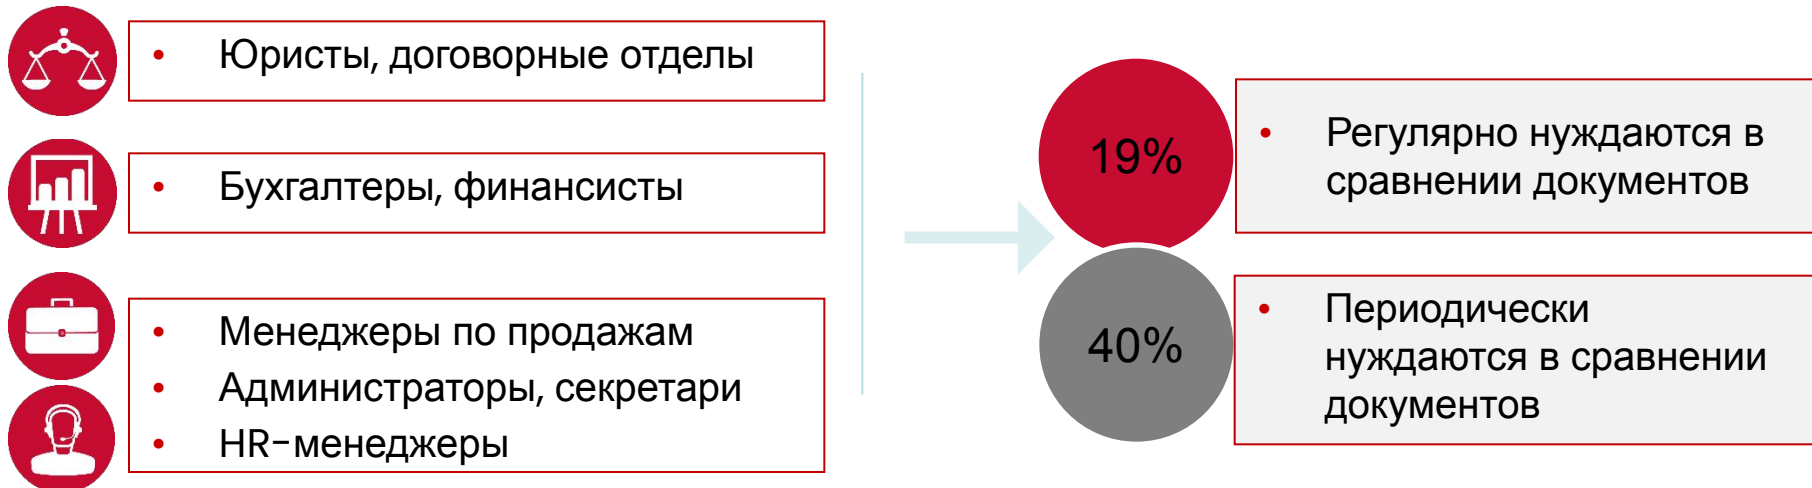 • Юристы, договорные отделы
• Бухгалтеры, финансисты
• Менеджеры по продажам
• Администраторы, секретари
• HR-менеджеры
19%
• Регулярно нуждаются в
сравнении документов
40%
• Периодически
нуждаются в сравнении
документов